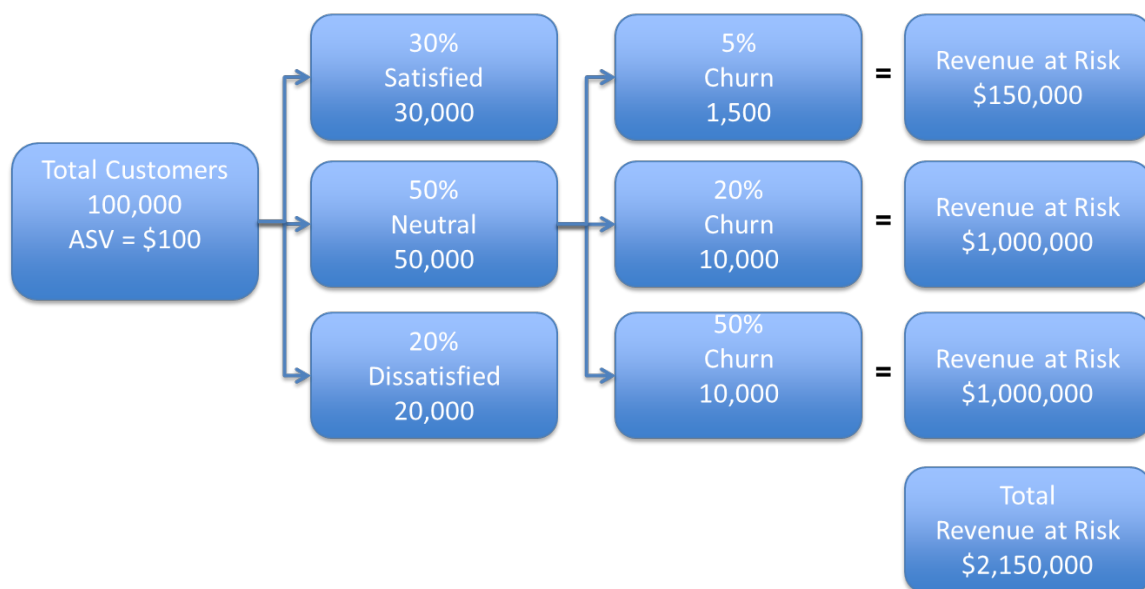 Total Customers
100,000
ASV = $100
30%
Satisfied
30,000
50%
Neutral
50,000
20%
Dissatisfied
20,000
5%
Churn
1,500
20%
Churn
10,000
50%
Churn
10,000
=
Revenue at Risk
$150,000
=
Revenue at Risk
$1,000,000
=
Revenue at Risk
$1,000,000
Total
Revenue at Risk
$2,150,000